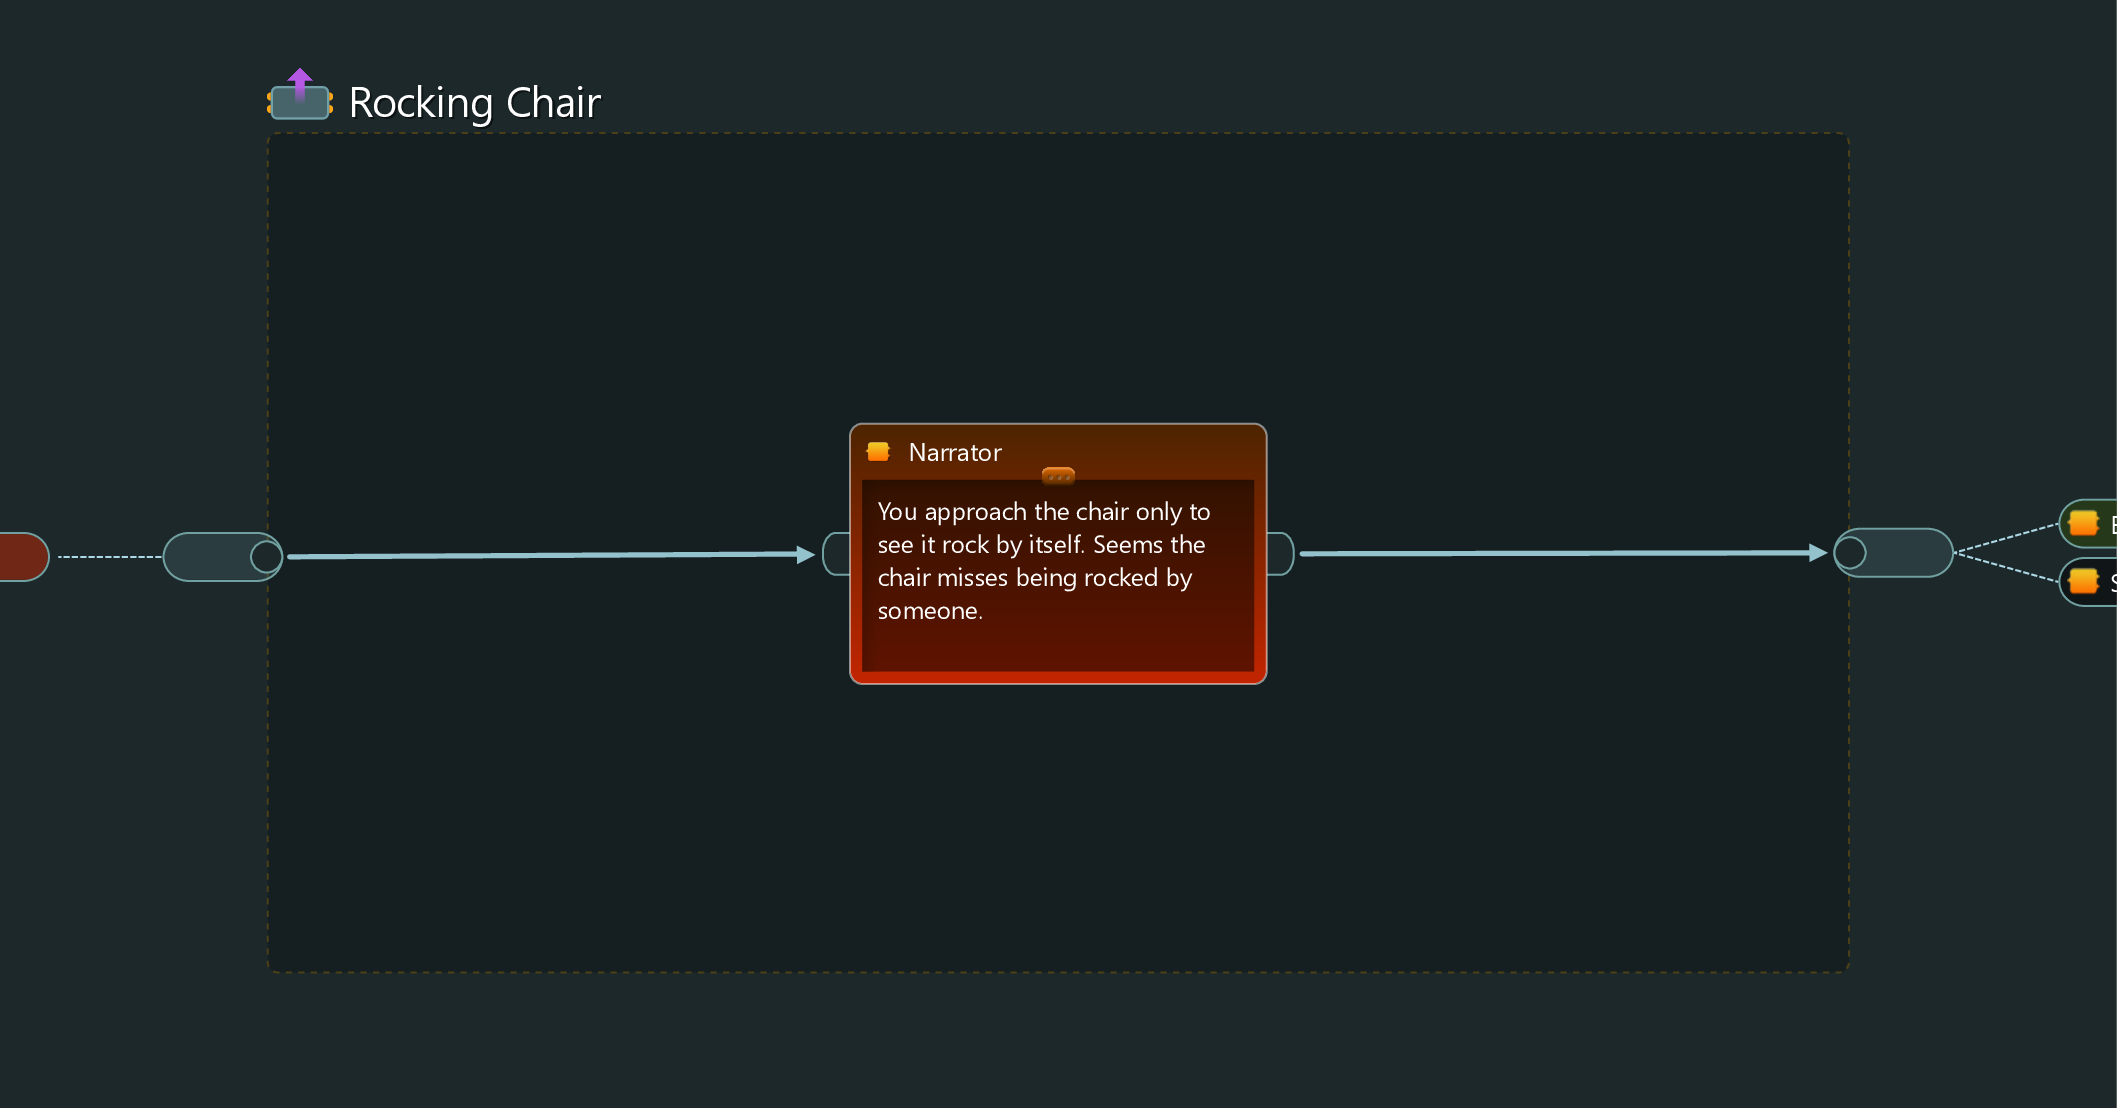 Rocking Chair
Narrator
You approach the chair only to
see it rock by itself. Seems the
chair misses being rocked by
someone.